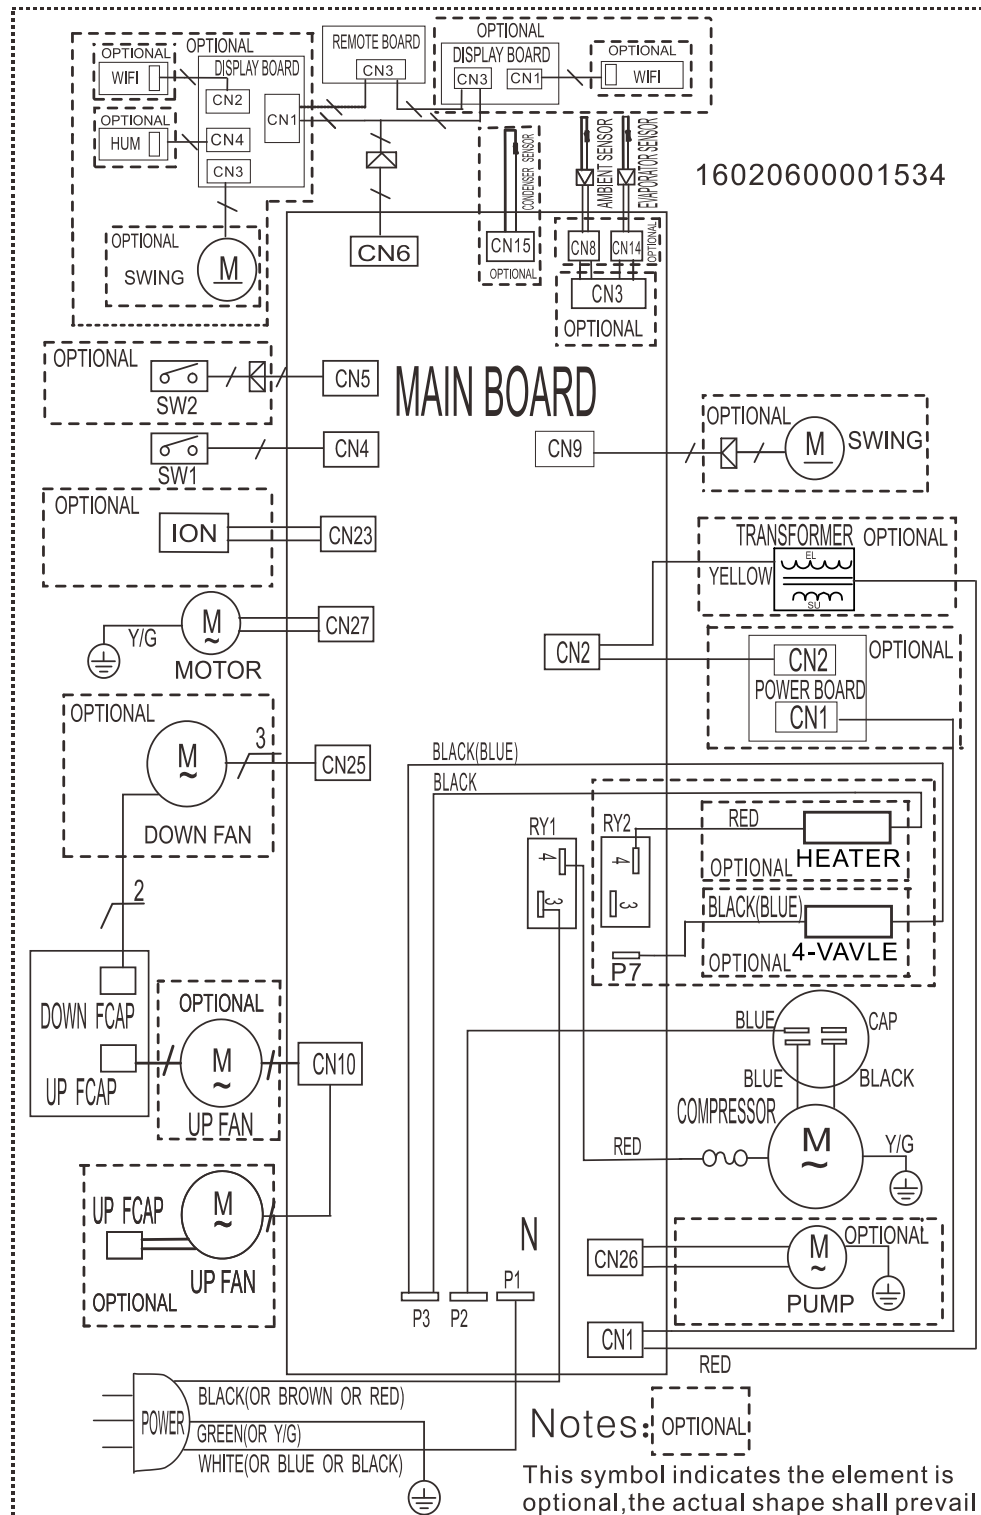 OPTIONAL
WIFI
OPTIONAL
HUM
OPTIONAL
DISPLAY BOARD
CN2
CN4
CN3
CN1
OPTIONAL
SWING
M
REMOTE BOARD
CN3
OPTIONAL
DISPLAY BOARD
CN3
CN1
OPTIONAL
WIFI
CN6
CONDENSER SENSOR
CN15
OPTIONAL
AMBIENT SENSOR
EVAPORATOR SENSOR
CN8
CN14
OPTIONAL
CN3
OPTIONAL
16020600001534
OPTIONAL
SW2
CN5
SW1
CN4
MAIN BOARD
CN9
OPTIONAL
M
SWING
OPTIONAL
ION
CN23
TRANSFORMER
OPTIONAL
EL
YELLOW
SU
M
~
Y/G
MOTOR
CN27
CN2
OPTIONAL
CN2
POWER BOARD
CN1
OPTIONAL
M
~
3
CN25
DOWN FAN
BLACK(BLUE)
BLACK
RY1
4
3
RY2
4
3
RED
HEATER
OPTIONAL
BLACK(BLUE)
4-VAVLE
OPTIONAL
P7
2
DOWN FCAP
UP FCAP
OPTIONAL
M
~
UP FAN
CN10
BLUE
CAP
BLUE
BLACK
COMPRESSOR
RED
M
~
Y/G
UP FCAP
M
~
UP FAN
OPTIONAL
N
P3
P2
P1
CN26
M
~
OPTIONAL
PUMP
CN1
RED
POWER
BLACK(OR BROWN OR RED)
GREEN(OR Y/G)
WHITE(OR BLUE OR BLACK)
Notes:
OPTIONAL
This symbol indicates the element is
optional,the actual shape shall prevail